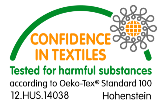 CONFIDENCE
IN TEXTILES
Tested for harmful substances
according to Oeko-Tex® Standard 100
12.HUS.14038 Hohenstein